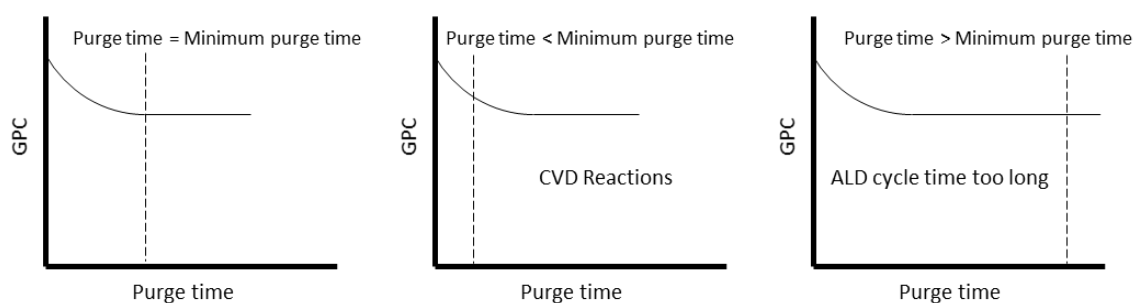 Purge time = Minimum purge time
GPC
Purge time
Purge time < Minimum purge time
GPC
CVD Reactions
Purge time
Purge time > Minimum purge time
GPC
ALD cycle time too long
Purge time